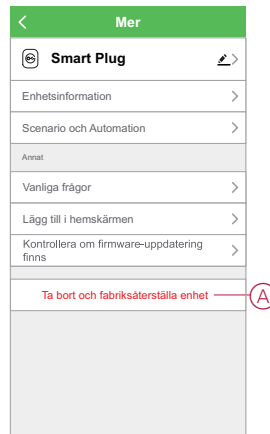 Mer
Smart Plug
Enhetsinformation
Scenario och Automation
Annat
Vanliga frågor
Lägg till i hemskärmen
Kontrollera om firmware-uppdatering
finns
Ta bort och fabriksåterställa enhet
A